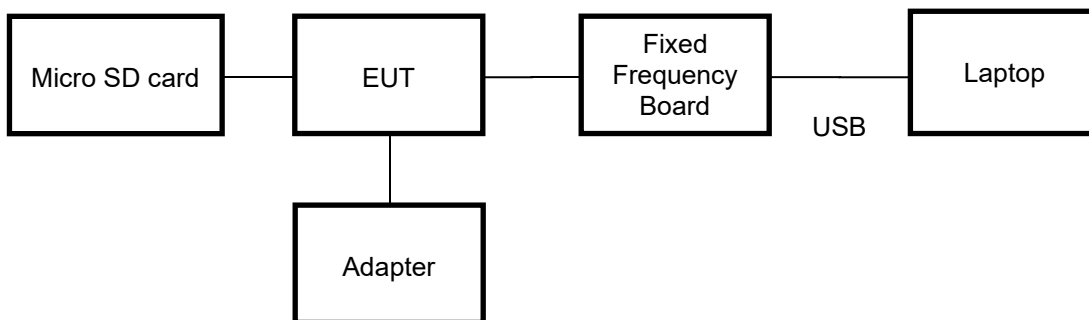 Micro SD card
EUT
Fixed
Frequency
Board
Laptop
USB
Adapter